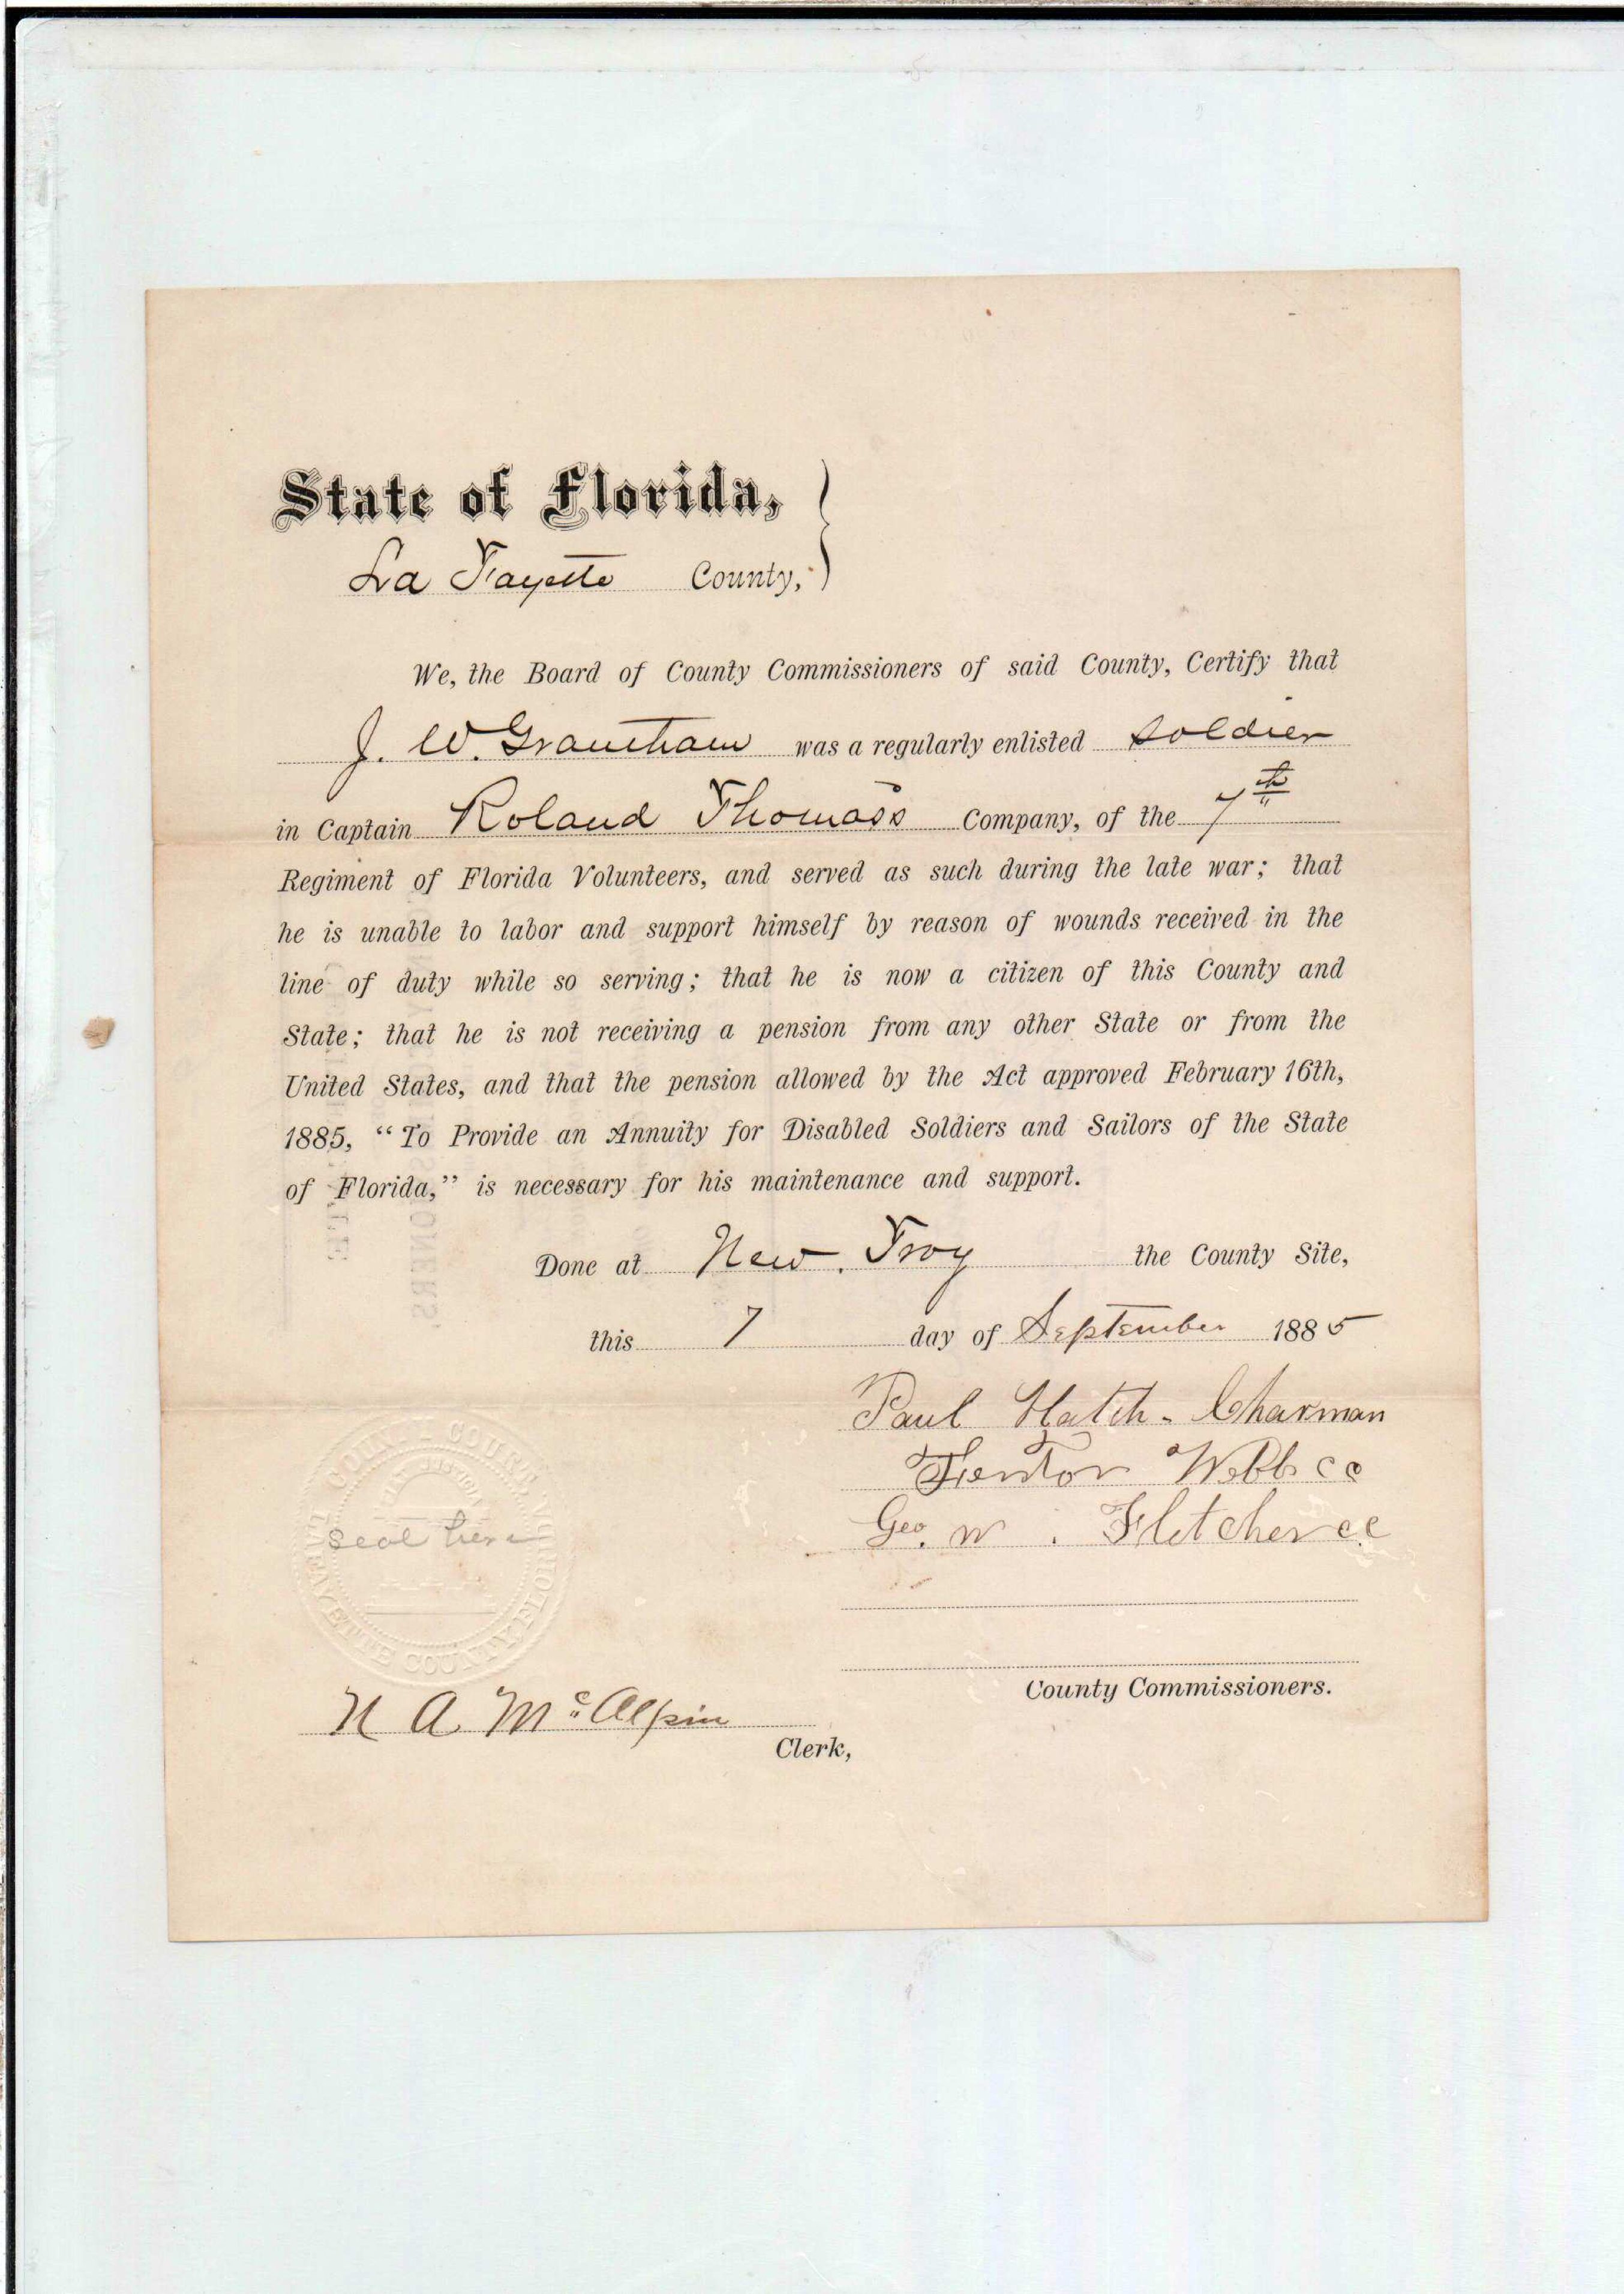 State of Florida,
La Fayette County,
We, the Board of County Commissioners of said County, Certify that
J. W. Grantham was a regularly enlisted soldier
in Captain Roland Thomas's Company, of the 7th
Regiment of Florida Volunteers, and served as such during the late war; that
he is unable to labor and support himself by reason of wounds received in the
line of duty while so serving; that he is now a citizen of this County and
State; that he is not receiving a pension from any other State or from the
United States, and that the pension allowed by the Act approved February 16th,
1885, "To Provide an Annuity for Disabled Soldiers and Sailors of the State
of Florida," is necessary for his maintenance and support.
Done at New Troy the County Site,
this 7 day of September 1885
Paul Hatch - Charman
Fenton Webb cc
Geo. W. Fletcher cc
seal here
COUNTY COURT
LAFAYETTE COUNTY FLORIDA
County Commissioners.
N A McAlpin
Clerk,